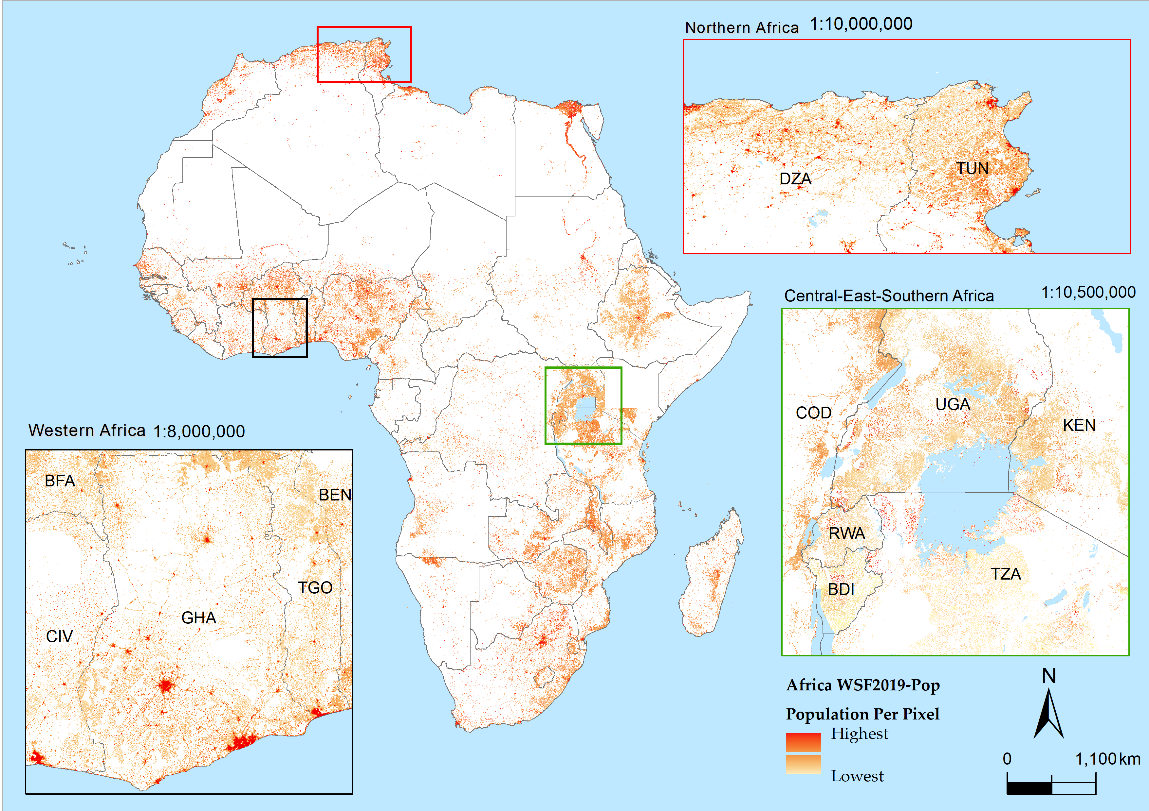 Northern Africa 1:10,000,000
DZA
TUN
Central-East-Southern Africa 1:10,500,000
COD
UGA
KEN
RWA
BDI
TZA
Western Africa 1:8,000,000
BFA
BEN
TGO
GHA
CIV
Africa WSF2019-Pop
Population Per Pixel
Highest
Lowest
N
0 1,100 km